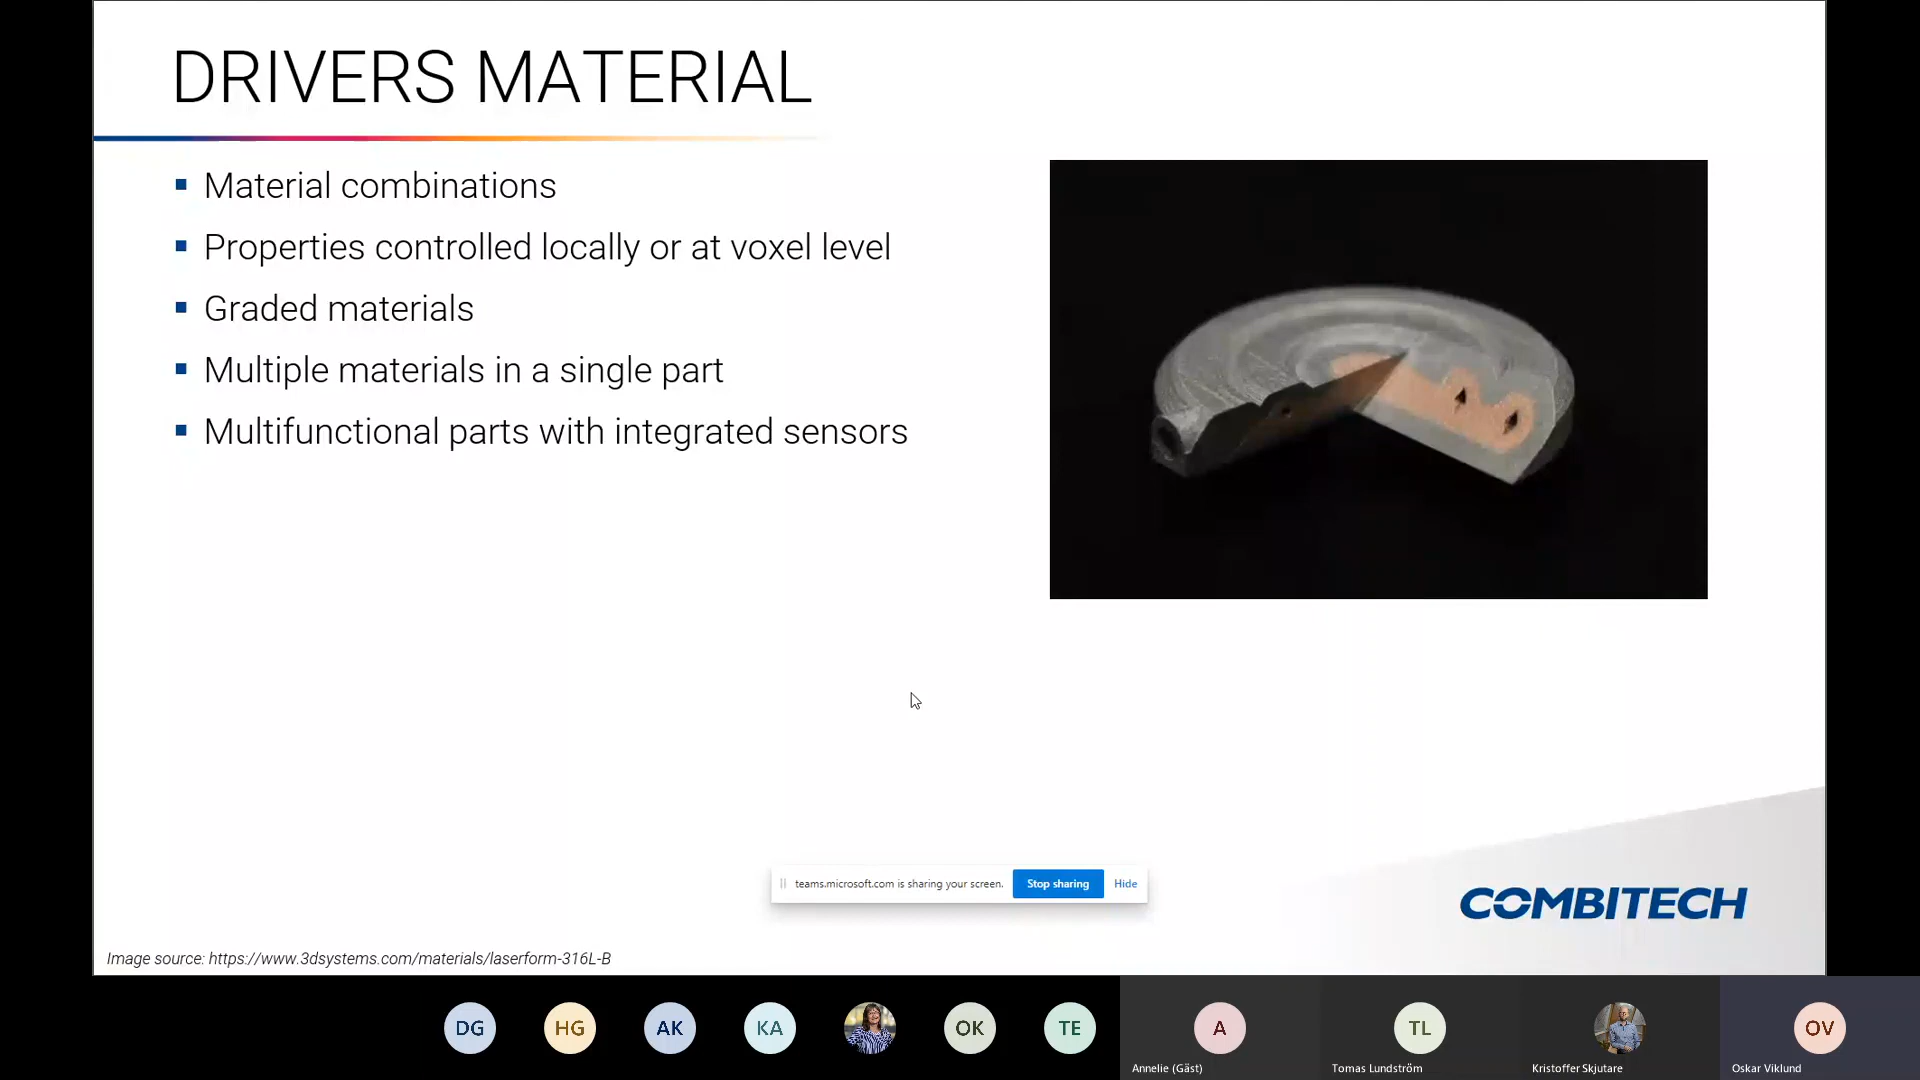 DRIVERS MATERIAL
Material combinations
Properties controlled locally or at voxel level
Graded materials
Multiple materials in a single part
Multifunctional parts with integrated sensors
teams.microsoft.com is sharing your screen.
Stop sharing
Hide
COMBITECH
Image source: https://www.3dsystems.com/materials/laserform-316L-B
DG
HG
AK
KA
OK
TE
A
TL
OV
Annelie (Gäst)
Tomas Lundström
Kristoffer Skjutare
Oskar Viklund